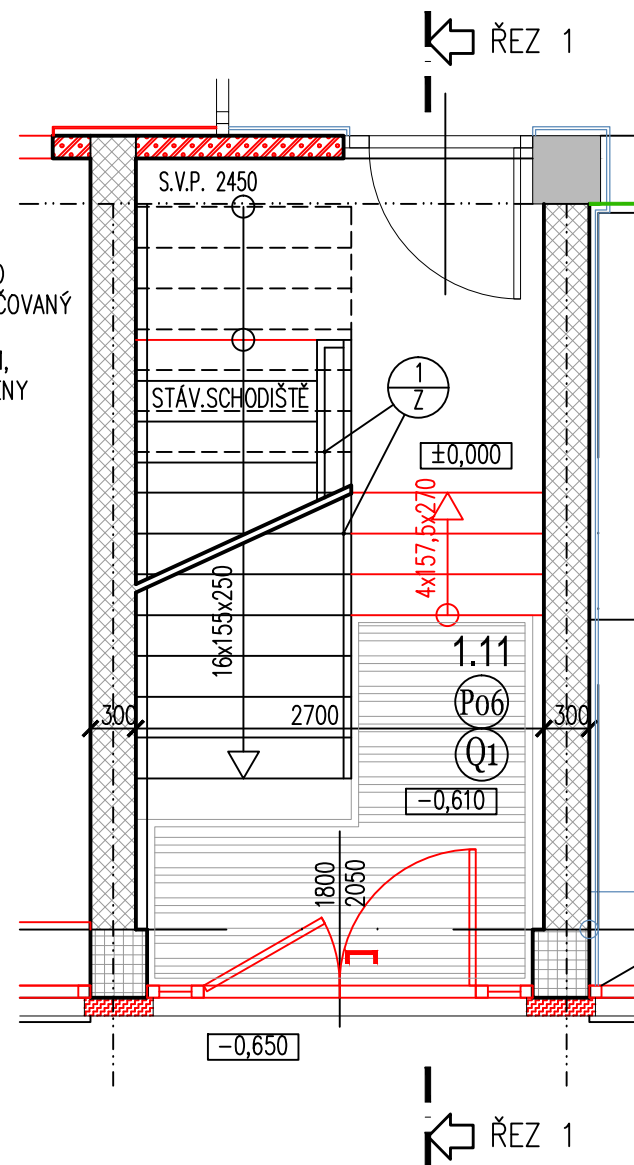 ŘEZ 1
S.V.P. 2450
ČOVANÝ
ENY
STÁV.SCHODIŠTĚ
1
Z
±0,000
4x157,5x270
16x155x250
1.11
Po6
Q1
300
2700
300
-0,610
1800
2050
-0,650
ŘEZ 1